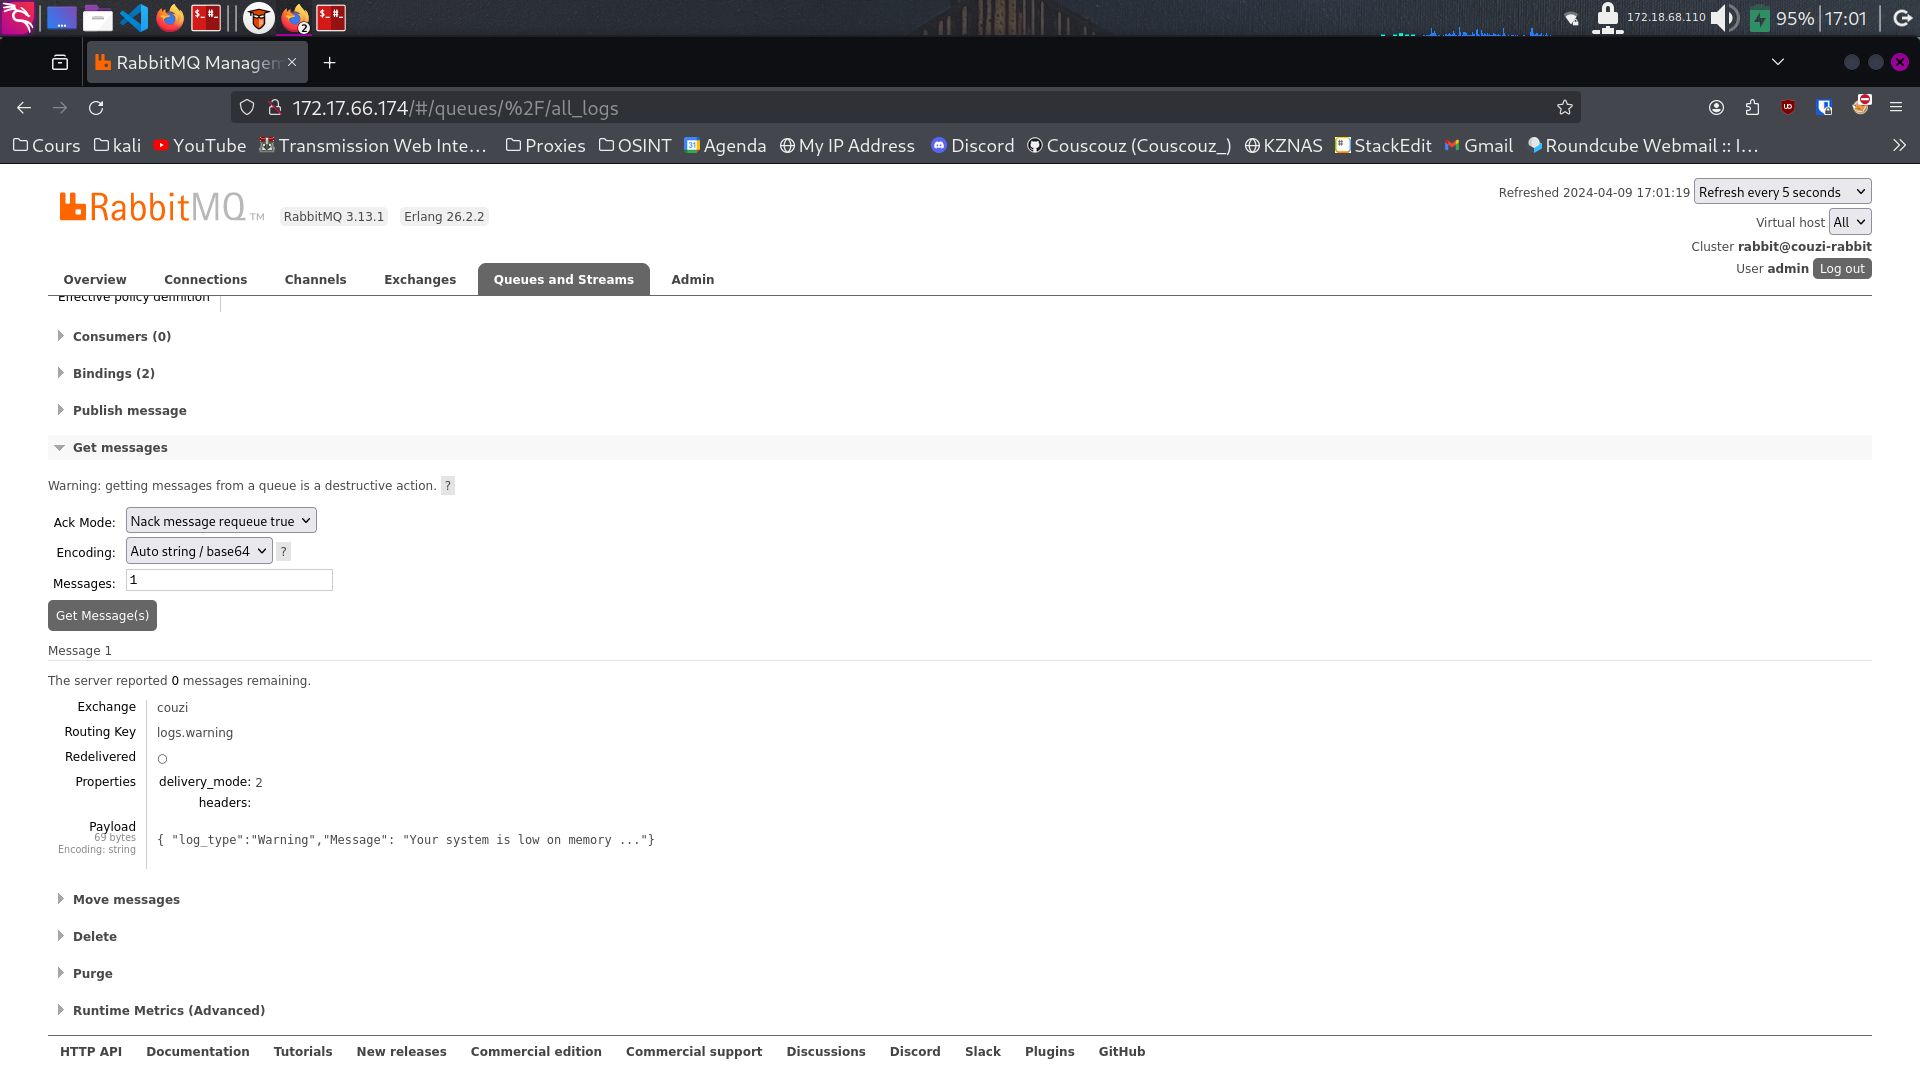 172.18.68.110 95% 17:01
RabbitMQ Managem
172.17.66.174/#/queues/%2F/all_logs
Cours kali YouTube Transmission Web Inte… Proxies OSINT Agenda My IP Address Discord Couscouz (Couscouz_) KZNAS StackEdit Gmail Roundcube Webmail :: I…
RabbitMQ TM RabbitMQ 3.13.1 Erlang 26.2.2
Refreshed 2024-04-09 17:01:19 Refresh every 5 seconds
Virtual host All
Cluster rabbit@couzi-rabbit
User admin Log out
Overview Connections Channels Exchanges Queues and Streams Admin
Effective policy definition
Consumers (0)
Bindings (2)
Publish message
Get messages
Warning: getting messages from a queue is a destructive action. ?
Ack Mode: Nack message requeue true
Encoding: Auto string / base64 ?
Messages: 1
Get Message(s)
Message 1
The server reported 0 messages remaining.
Exchange couzi
Routing Key logs.warning
Redelivered ○
Properties delivery_mode: 2
headers:
Payload
69 bytes
Encoding: string
{ "log_type":"Warning","Message": "Your system is low on memory ..."}
Move messages
Delete
Purge
Runtime Metrics (Advanced)
HTTP API Documentation Tutorials New releases Commercial edition Commercial support Discussions Discord Slack Plugins GitHub